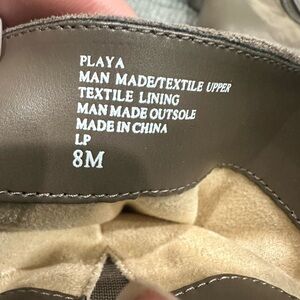 PLAYA
MAN MADE/TEXTILE UPPER
TEXTILE LINING
MAN MADE OUTSOLE
MADE IN CHINA
LP
8M